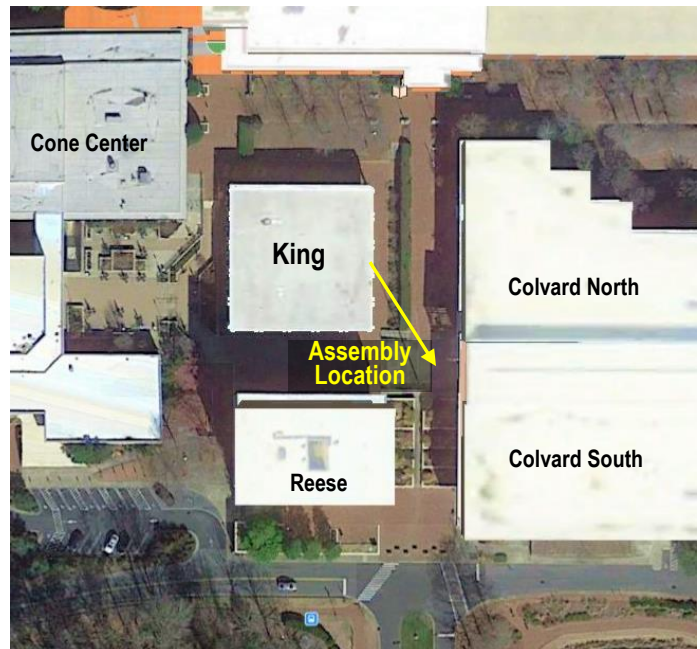 Cone Center
King
Colvard North
Assembly
Location
Colvard South
Reese